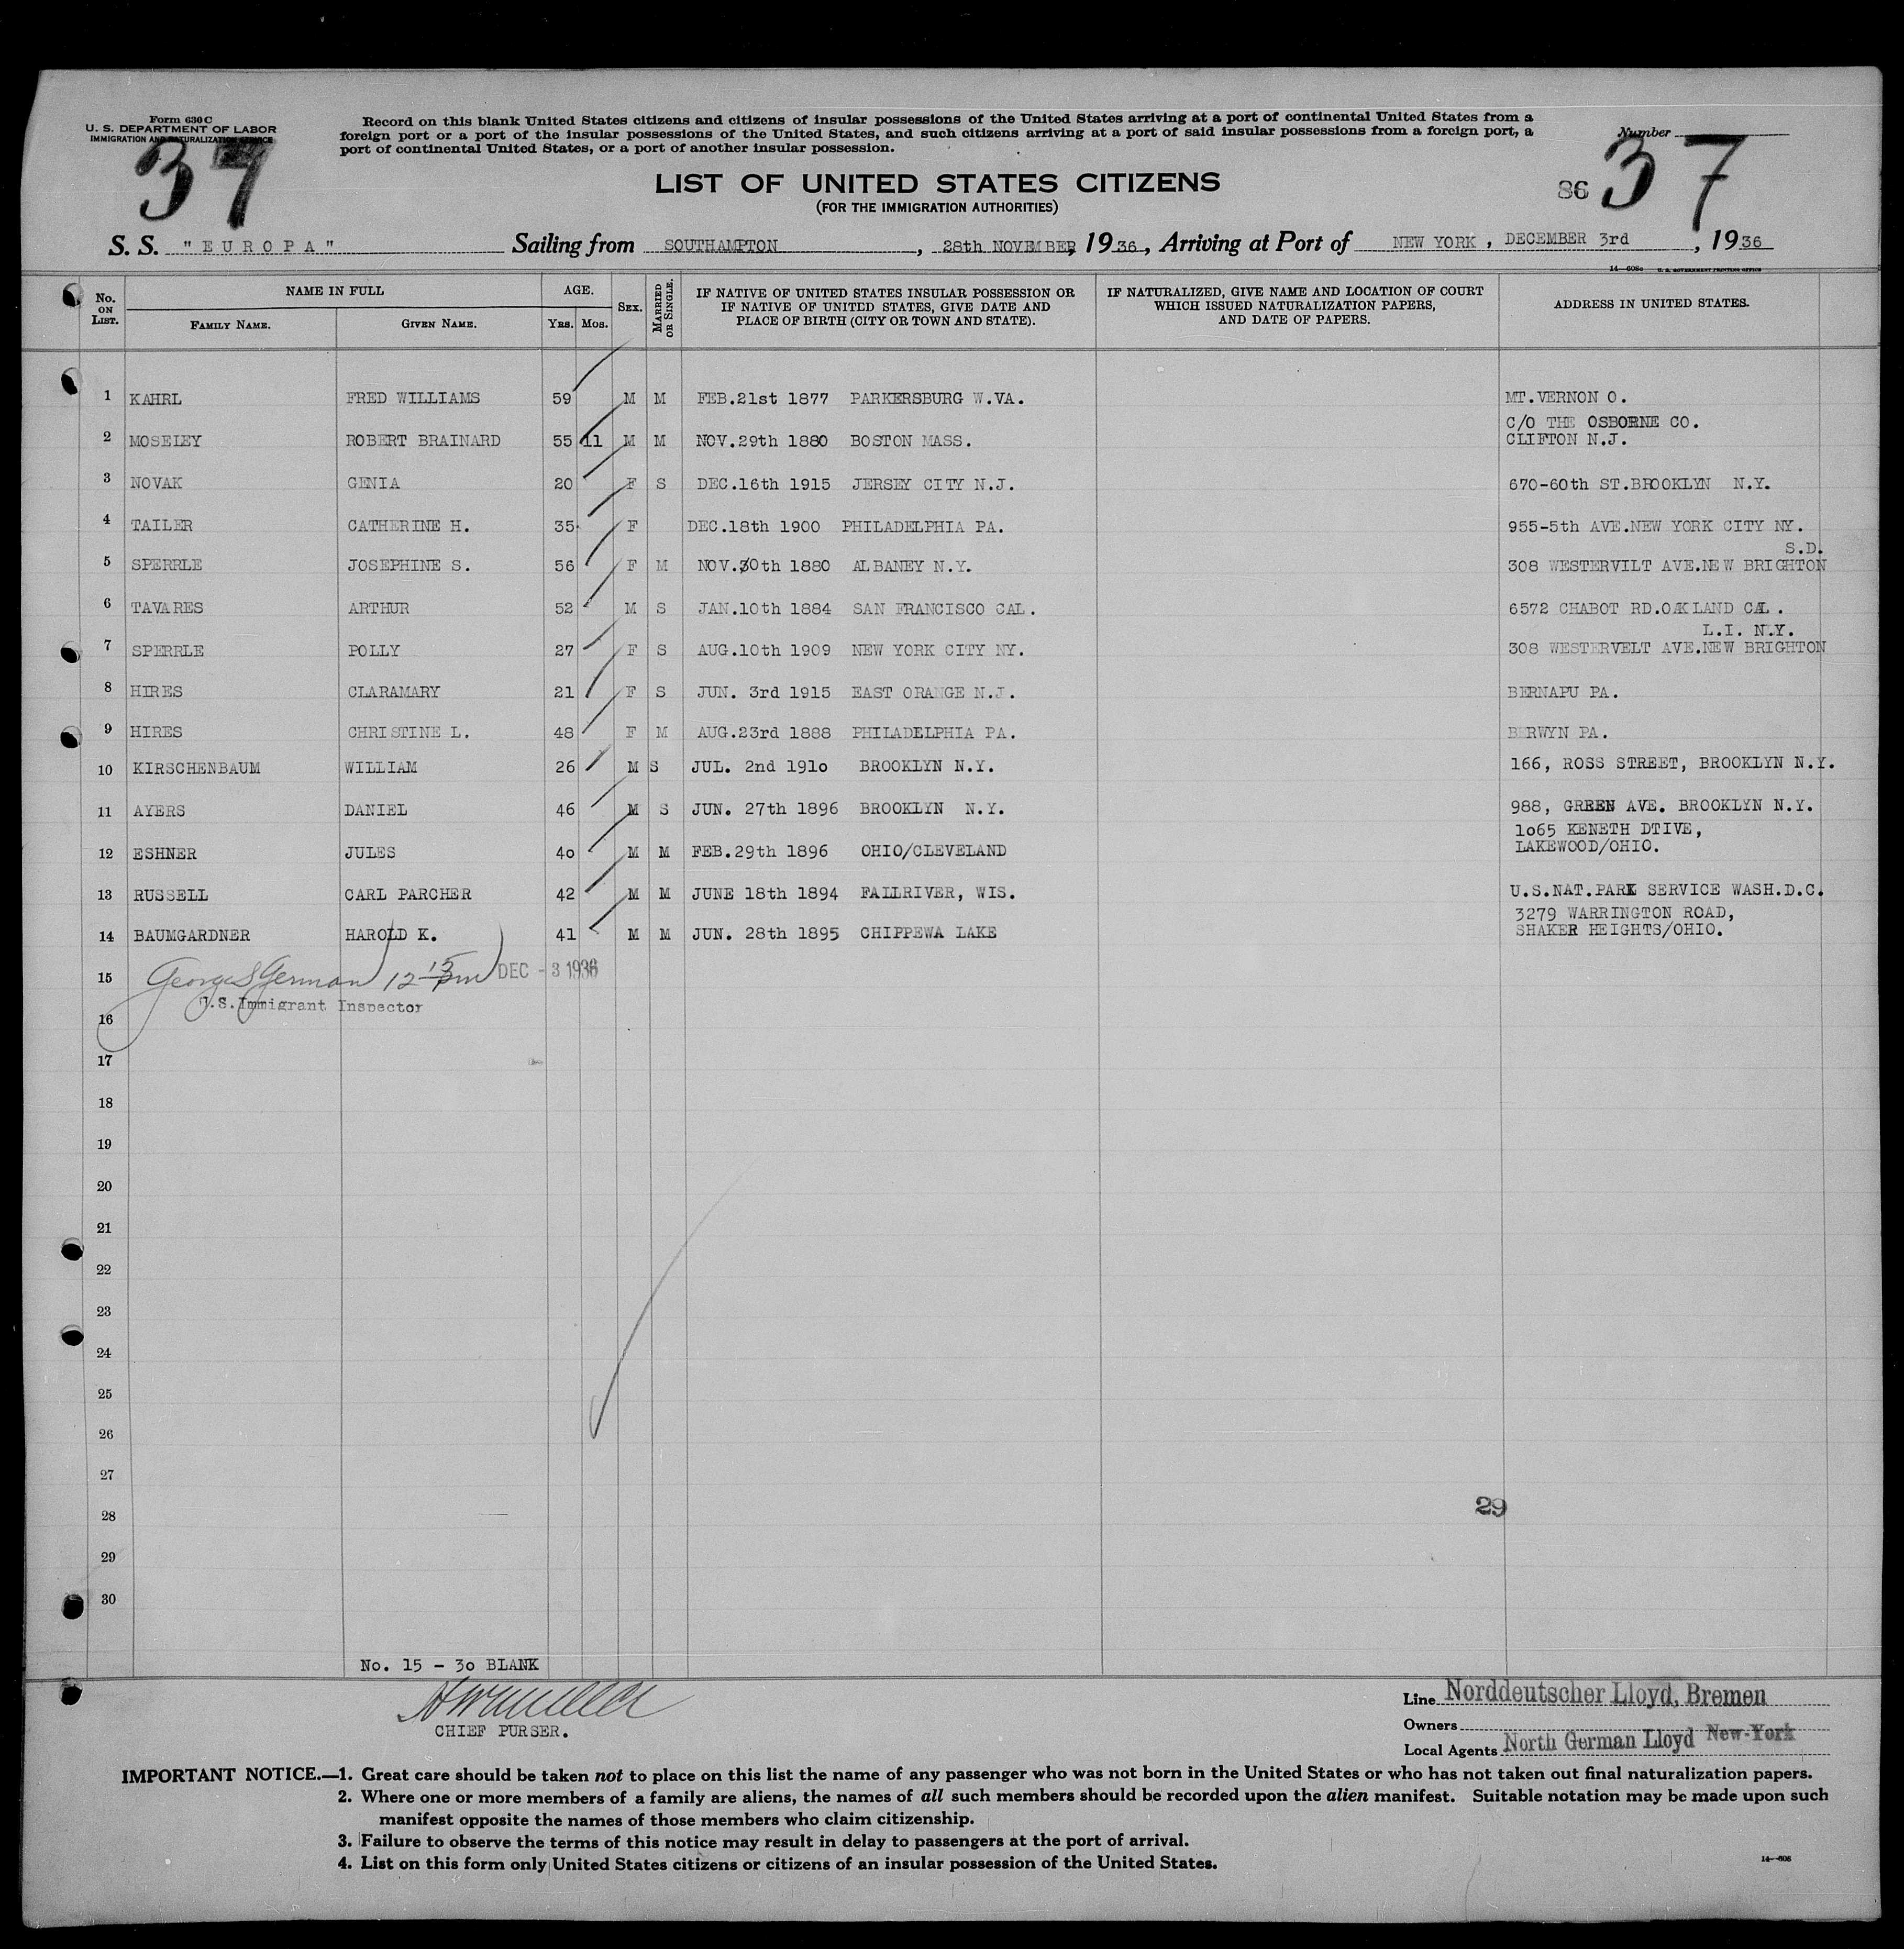 Form 630 C
U. S. DEPARTMENT OF LABOR
IMMIGRATION AND NATURALIZATION SERVICE
37
Record on this blank United States citizens and citizens of insular possessions of the United States arriving at a port of continental United States from a
foreign port or a port of the insular possessions of the United States, and such citizens arriving at a port of said insular possessions from a foreign port, a
port of continental United States, or a port of another insular possession.
Number
LIST OF UNITED STATES CITIZENS
(FOR THE IMMIGRATION AUTHORITIES)
86 37
S. S. "EUROPA" Sailing from SOUTHAMPTON, 28th NOVEMBER, 1936, Arriving at Port of NEW YORK, DECEMBER 3rd, 1936
14—608c U. S. GOVERNMENT PRINTING OFFICE
No. ON LIST. NAME IN FULL FAMILY NAME. GIVEN NAME. AGE. YRS. MOS. SEX. MARRIED OR SINGLE. IF NATIVE OF UNITED STATES INSULAR POSSESSION OR IF NATIVE OF UNITED STATES, GIVE DATE AND PLACE OF BIRTH (CITY OR TOWN AND STATE). IF NATURALIZED, GIVE NAME AND LOCATION OF COURT WHICH ISSUED NATURALIZATION PAPERS, AND DATE OF PAPERS. ADDRESS IN UNITED STATES.
1 KAHRL FRED WILLIAMS 59 M M FEB.21st 1877 PARKERSBURG W.VA. MT.VERNON O.
C/O THE OSBORNE CO.
2 MOSELEY ROBERT BRAINARD 55 11 M M NOV.29th 1880 BOSTON MASS. CLIFTON N.J.
3 NOVAK GENIA 20 F S DEC.16th 1915 JERSEY CITY N.J. 670-60th ST.BROOKLYN N.Y.
4 TAILER CATHERINE H. 35 F DEC.18th 1900 PHILADELPHIA PA. 955-5th AVE.NEW YORK CITY NY.
S.D.
5 SPERRLE JOSEPHINE S. 56 F M NOV.30th 1880 ALBANEY N.Y. 308 WESTERVILT AVE.NEW BRIGHTON
6 TAVARES ARTHUR 52 M S JAN.10th 1884 SAN FRANCISCO CAL. 6572 CHABOT RD.OAKLAND CAL.
L.I. N.Y.
7 SPERRLE POLLY 27 F S AUG.10th 1909 NEW YORK CITY NY. 308 WESTERVELT AVE.NEW BRIGHTON
8 HIRES CLARAMARY 21 F S JUN. 3rd 1915 EAST ORANGE N.J. BERNAPU PA.
9 HIRES CHRISTINE L. 48 F M AUG.23rd 1888 PHILADELPHIA PA. BERWYN PA.
10 KIRSCHENBAUM WILLIAM 26 M S JUL. 2nd 191o BROOKLYN N.Y. 166, ROSS STREET, BROOKLYN N.Y.
11 AYERS DANIEL 46 M S JUN. 27th 1896 BROOKLYN N.Y. 988, GREEN AVE. BROOKLYN N.Y.
1o65 KENETH DTIVE,
12 ESHNER JULES 4o M M FEB.29th 1896 OHIO/CLEVELAND LAKEWOOD/OHIO.
13 RUSSELL CARL PARCHER 42 M M JUNE 18th 1894 FALLRIVER, WIS. U.S.NAT.PARK SERVICE WASH.D.C.
3279 WARRINGTON ROAD,
14 BAUMGARDNER HAROLD K. 41 M M JUN. 28th 1895 CHIPPEWA LAKE SHAKER HEIGHTS/OHIO.
15 George S German 12 15 pm DEC - 3 1936
U.S.Immigrant Inspector
16
17
18
19
20
21
22
23
24
25
26
27
29
28
29
30
No. 15 - 3o BLANK
CHIEF PURSER.
Line Norddeutscher Lloyd, Bremen
Owners
Local Agents North German Lloyd New-York
IMPORTANT NOTICE.—1. Great care should be taken not to place on this list the name of any passenger who was not born in the United States or who has not taken out final naturalization papers.
2. Where one or more members of a family are aliens, the names of all such members should be recorded upon the alien manifest. Suitable notation may be made upon such
manifest opposite the names of those members who claim citizenship.
3. Failure to observe the terms of this notice may result in delay to passengers at the port of arrival.
4. List on this form only United States citizens or citizens of an insular possession of the United States.
14—608